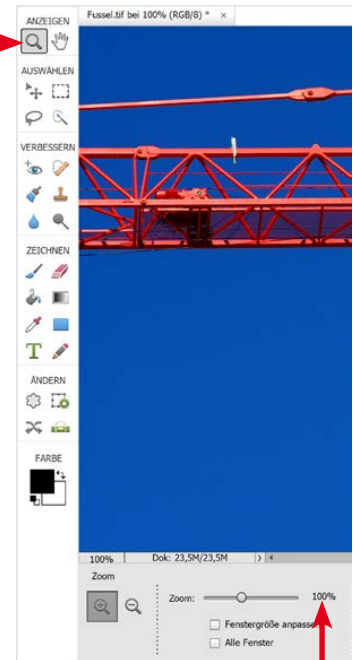 ANZEIGEN
Fussel.tif bei 100% (RGB/8) * ×
AUSWÄHLEN
VERBESSERN
ZEICHNEN
T
ÄNDERN
FARBE
100% Dok: 23,5M/23,5M
Zoom
Zoom: 100%
Fenstergröße anpassen
Alle Fenster